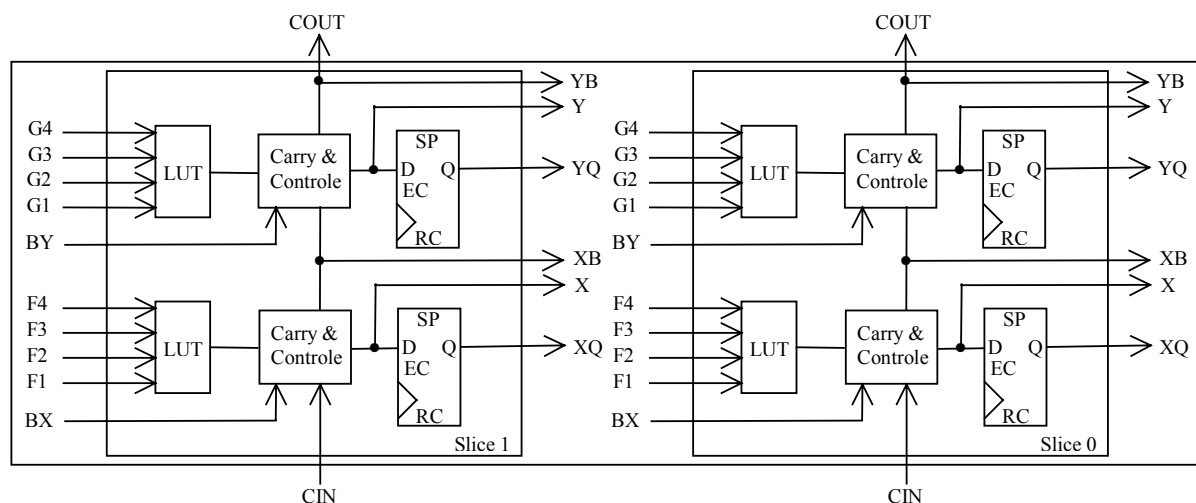 COUT
YB
Y
G4
G3
G2
G1
LUT
Carry &
Controle
SP
D
Q
EC
RC
YQ
BY
XB
X
F4
F3
F2
F1
LUT
Carry &
Controle
SP
D
Q
EC
RC
XQ
BX
Slice 1
CIN
COUT
YB
Y
G4
G3
G2
G1
LUT
Carry &
Controle
SP
D
Q
EC
RC
YQ
BY
XB
X
F4
F3
F2
F1
LUT
Carry &
Controle
SP
D
Q
EC
RC
XQ
BX
Slice 0
CIN